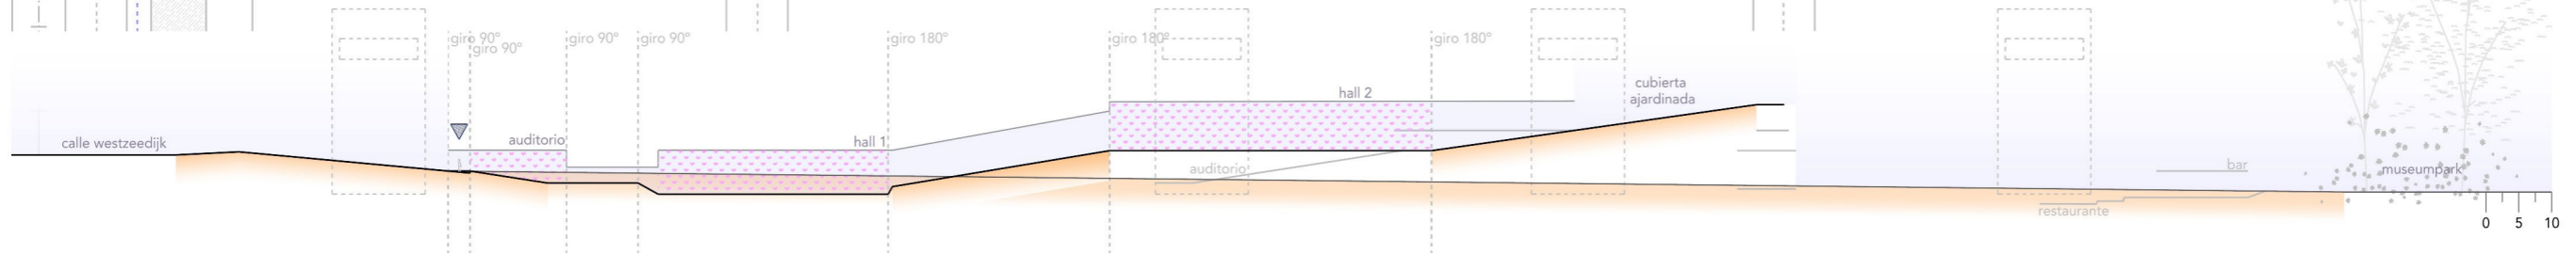 giro 90°
giro 90°
giro 90°
giro 90°
giro 180°
giro 180°
giro 180°
cubierta
ajardinada
hall 2
calle westzeedijk
auditorio
hall 1
auditorio
bar
museumpark
restaurante
0 5 10